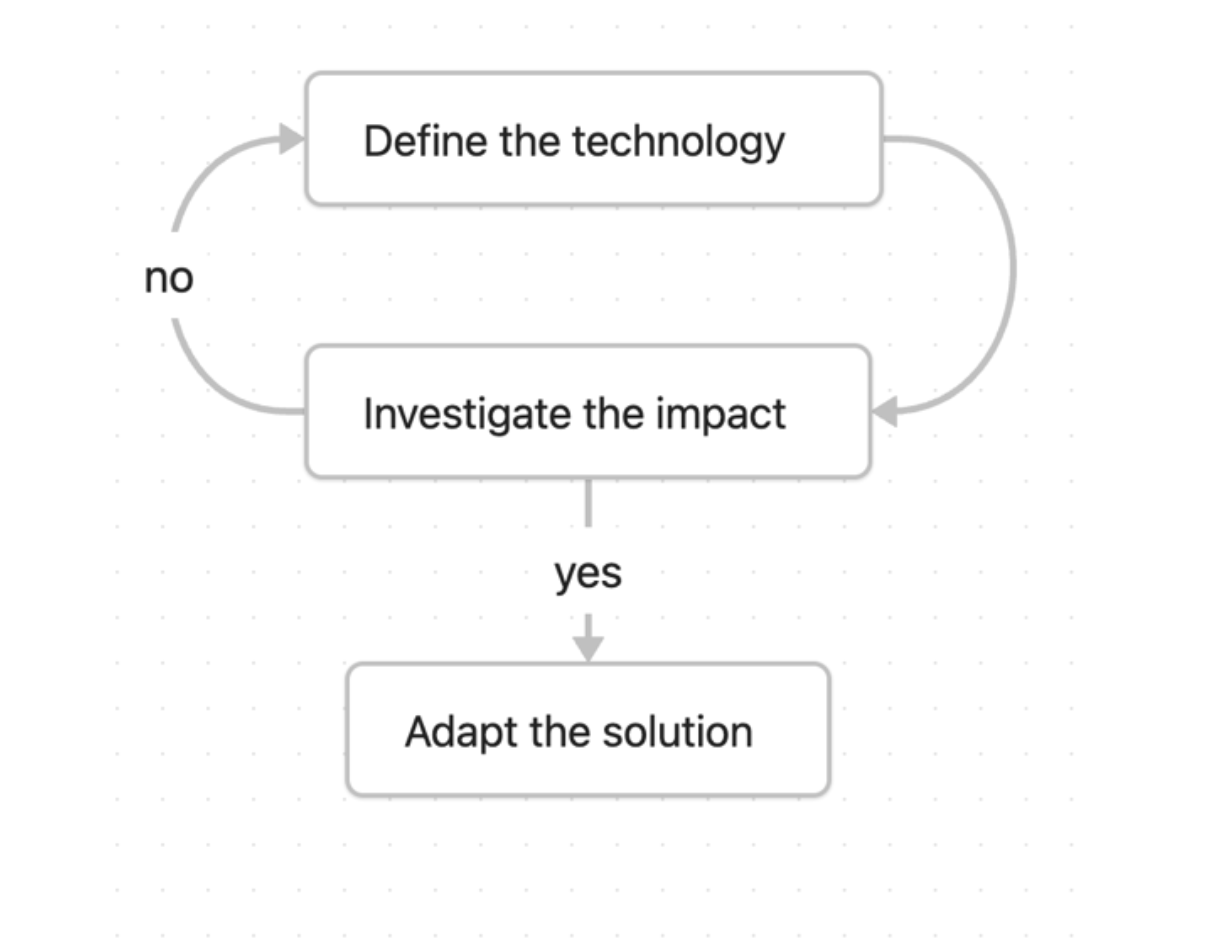 Define the technology
no
Investigate the impact
yes
Adapt the solution